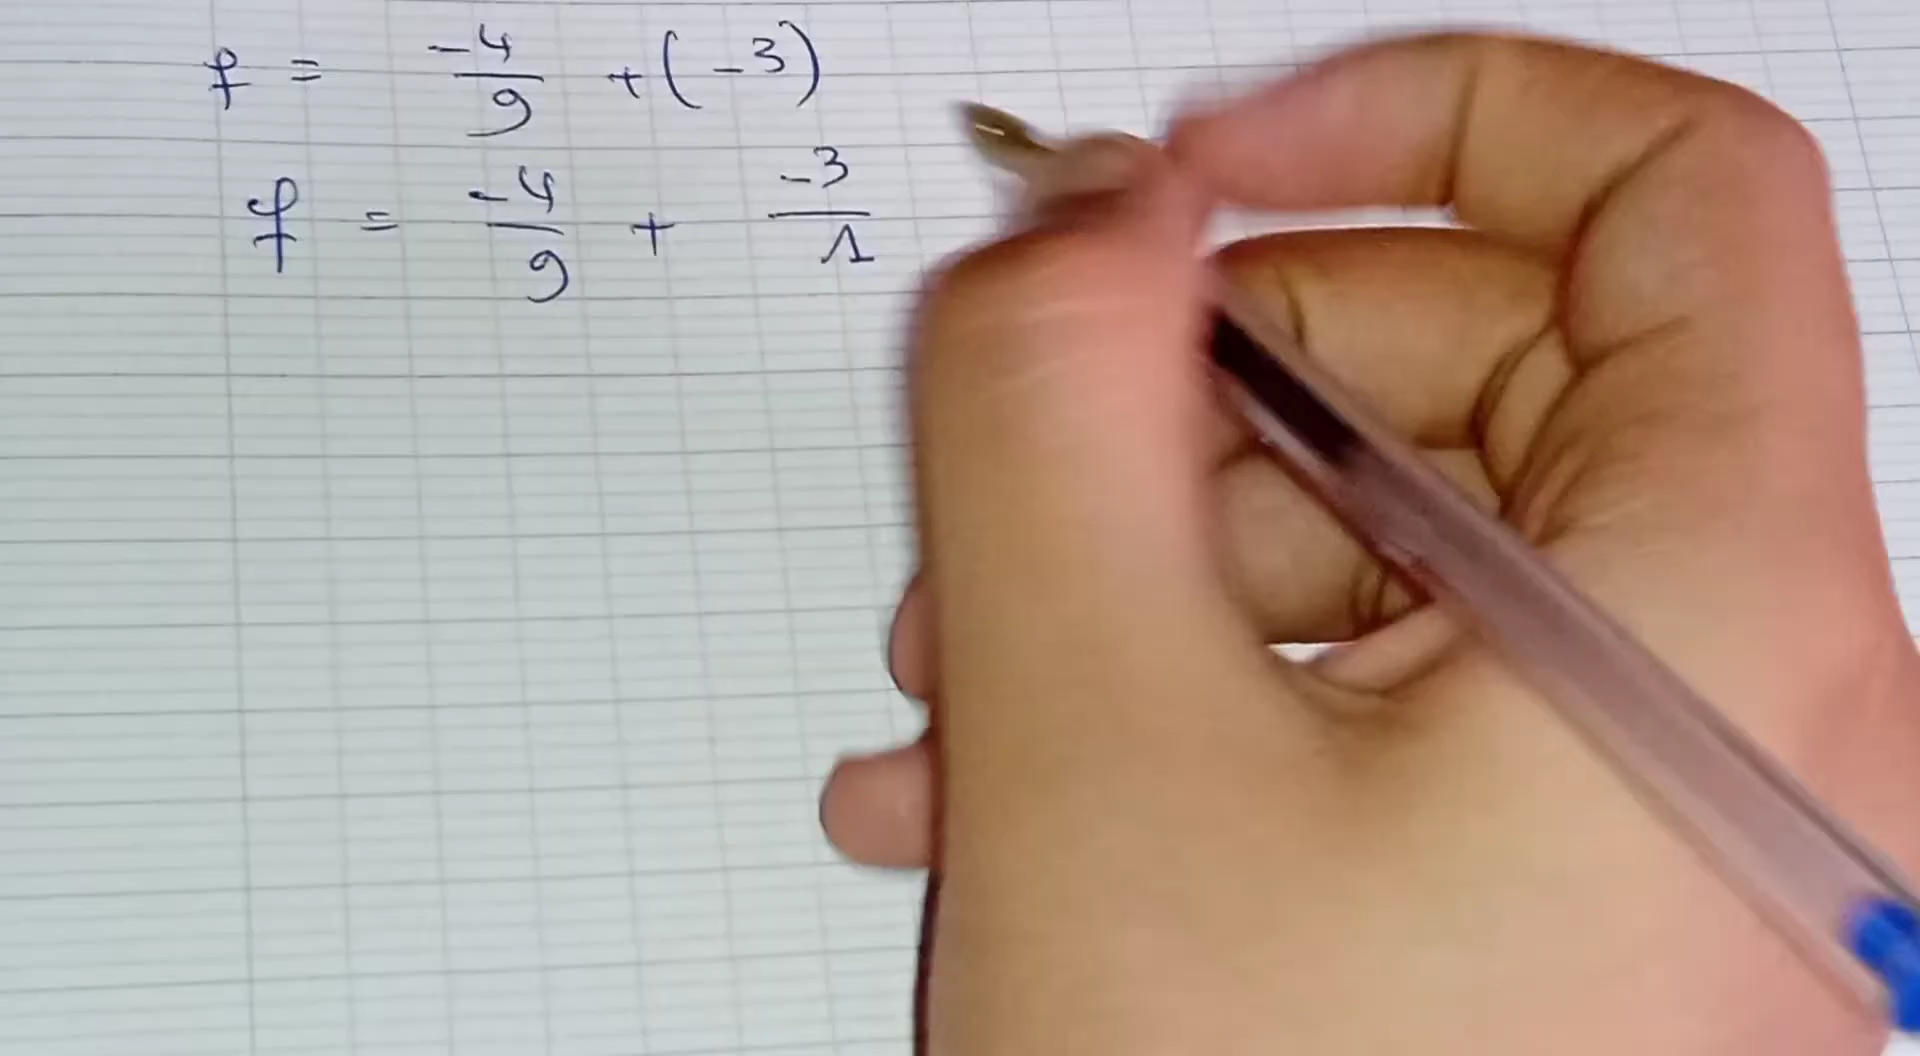 f = -4/9 + (-3)
f = -4/9 + -3/1